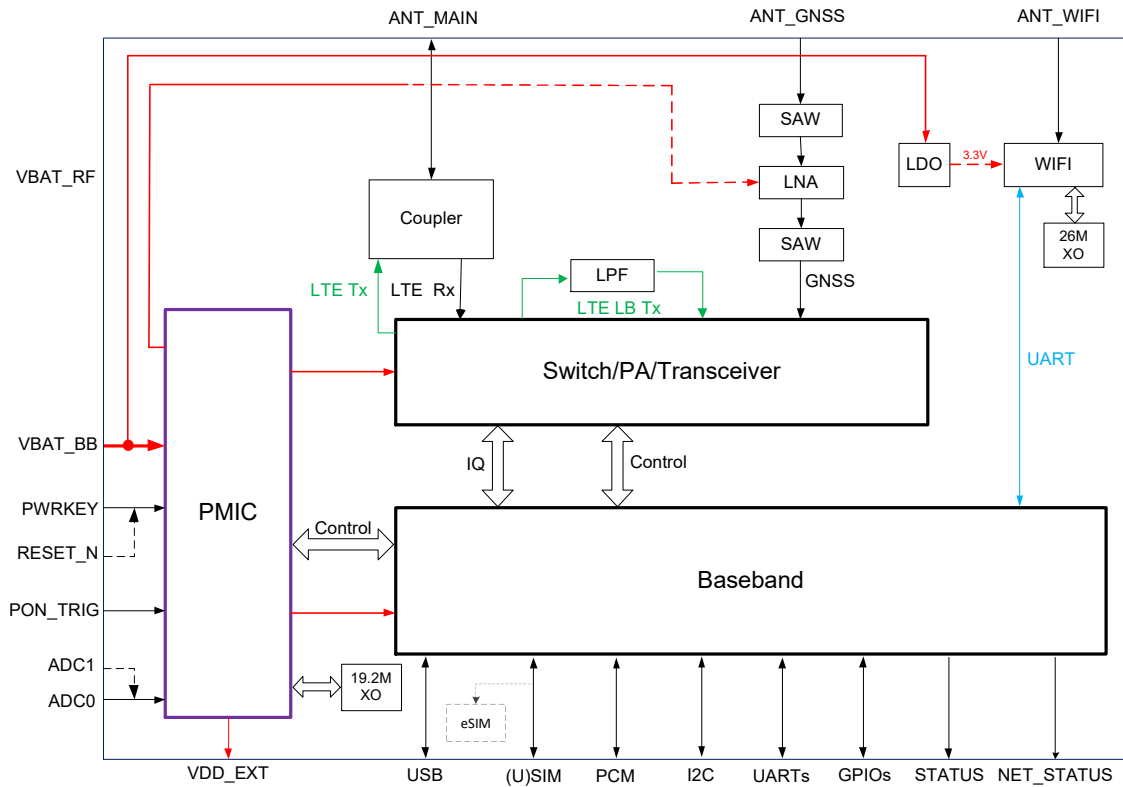 ANT_MAIN
ANT_GNSS
ANT_WIFI
SAW
LDO
3.3V
WIFI
VBAT_RF
LNA
Coupler
SAW
26M
XO
LPF
GNSS
LTE Tx
LTE Rx
LTE LB Tx
Switch/PA/Transceiver
UART
VBAT_BB
IQ
Control
PWRKEY
PMIC
Control
RESET_N
Baseband
PON_TRIG
ADC1
19.2M
XO
ADC0
eSIM
VDD_EXT
USB
(U)SIM
PCM
I2C
UARTs
GPIOs
STATUS
NET_STATUS